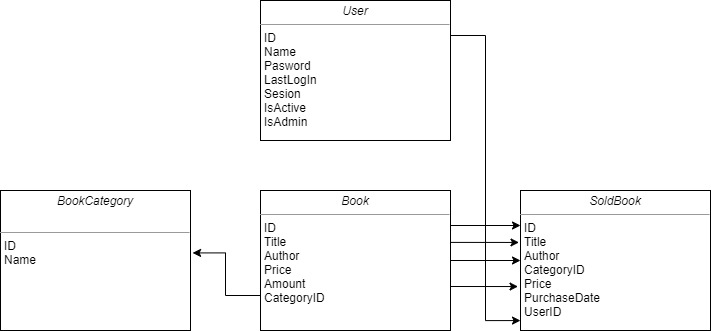 User
ID
Name
Pasword
LastLogIn
Sesion
IsActive
IsAdmin
BookCategory
ID
Name
Book
ID
Title
Author
Price
Amount
CategoryID
SoldBook
ID
Title
Author
CategoryID
Price
PurchaseDate
UserID